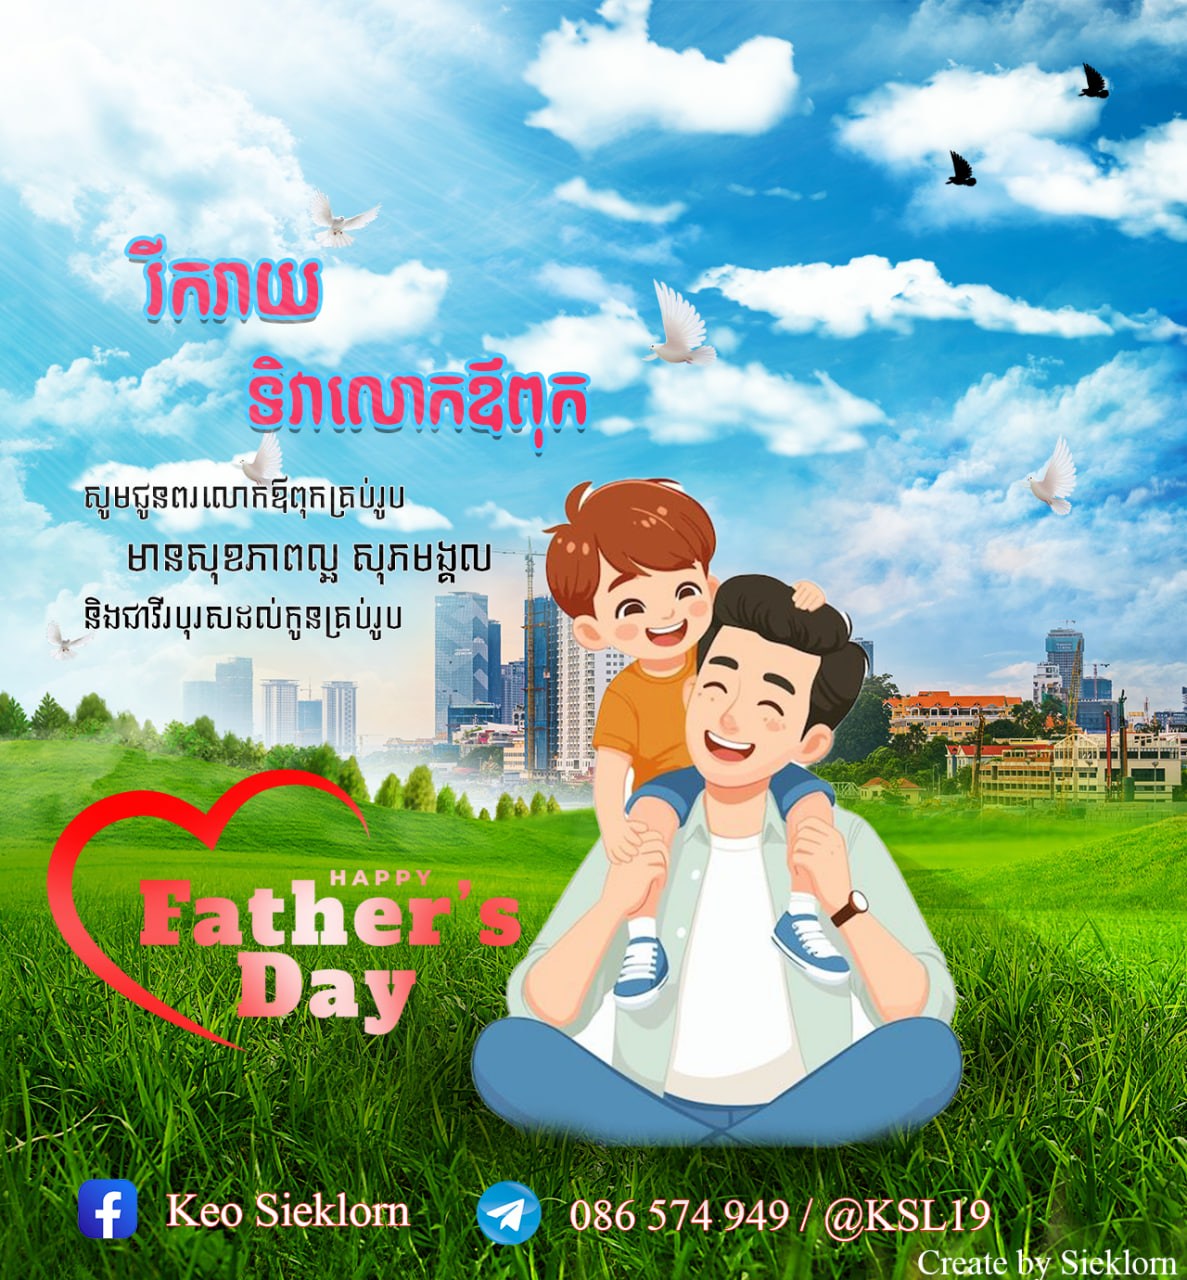 រីករាយ
ទិវាលោកឪពុក
សូមជូនពរលោកឪពុកគ្រប់រូប
មានសុខភាពល្អ សុភមង្គល
និងជាវីរបុរសដល់កូនគ្រប់រូប
HAPPY
Father's
Day
Keo Sieklorn
086 574 949 / @KSL19
Create by Sieklorn